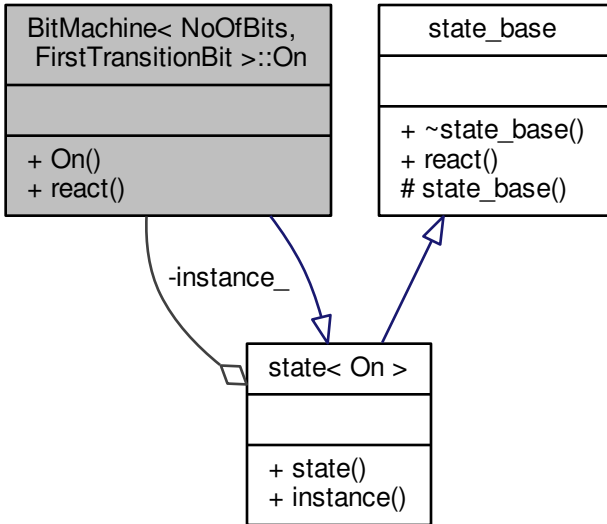 BitMachine< NoOfBits,
FirstTransitionBit >::On
+ On()
+ react()
state_base
+ ~state_base()
+ react()
# state_base()
-instance_
state< On >
+ state()
+ instance()